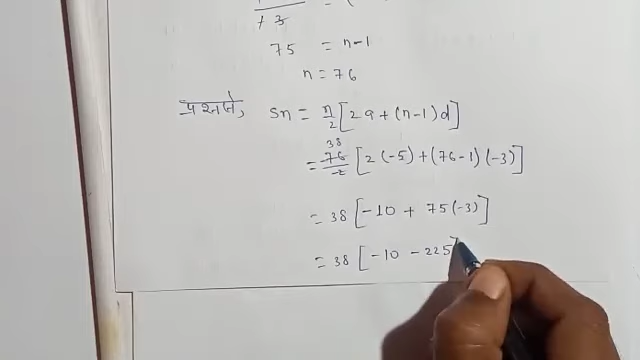 75 = n-1
n = 76
प्रश्नसे, Sn = n/2 [2a + (n-1)d]
= 76/2 38 [2(-5) + (76-1)(-3)]
= 38 [-10 + 75(-3)]
= 38 [-10 - 225]